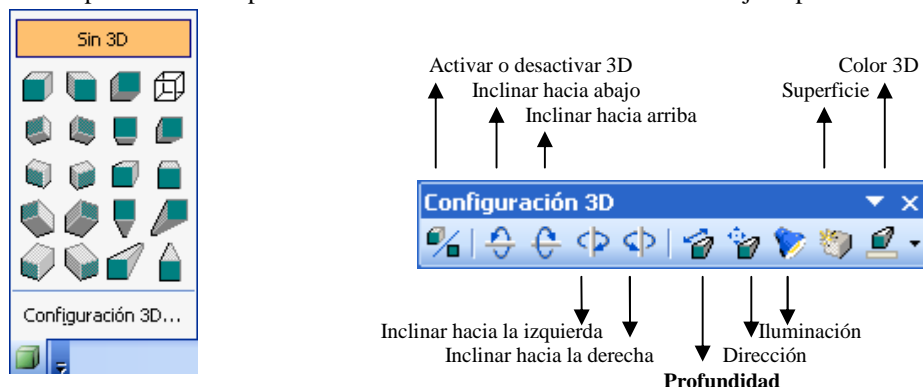 Sin 3D
Configuración 3D...
Activar o desactivar 3D
Color 3D
Inclinar hacia abajo
Superficie
Inclinar hacia arriba
Configuración 3D
Inclinar hacia la izquierda
Iluminación
Inclinar hacia la derecha
Dirección
Profundidad